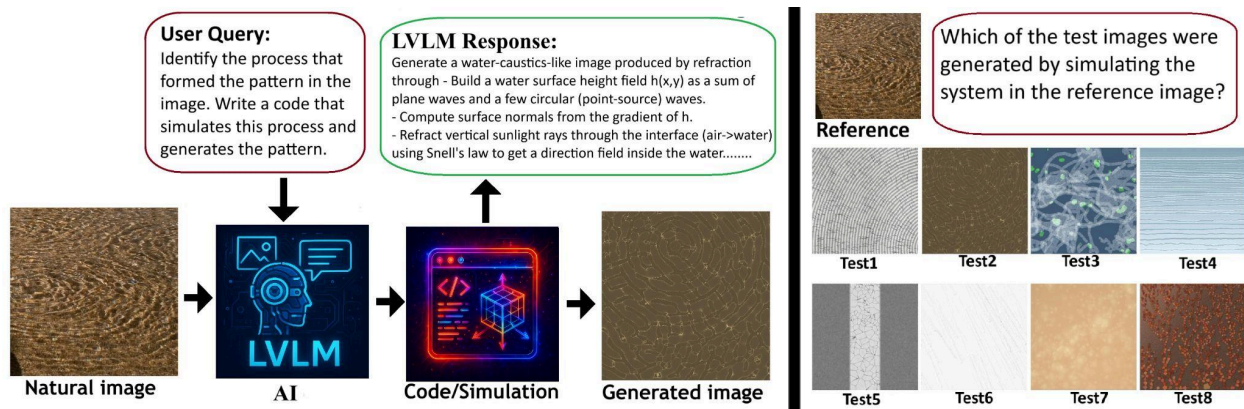 User Query:
Identify the process that
formed the pattern in the
image. Write a code that
simulates this process and
generates the pattern.
LVLM Response:
Generate a water-caustics-like image produced by refraction
through - Build a water surface height field h(x,y) as a sum of
plane waves and a few circular (point-source) waves.
- Compute surface normals from the gradient of h.
- Refract vertical sunlight rays through the interface (air->water)
using Snell's law to get a direction field inside the water........
LVLM
</>
Natural image
AI
Code/Simulation
Generated image
Reference
Which of the test images were
generated by simulating the
system in the reference image?
Test1
Test2
Test3
Test4
Test5
Test6
Test7
Test8